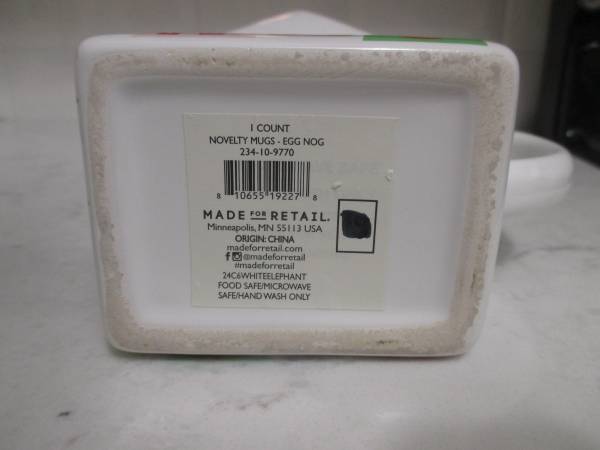 1 COUNT
NOVELTY MUGS - EGG NOG
234-10-9770
8 10655 19227 8
MADE FOR RETAIL.
Minneapolis, MN 55113 USA
ORIGIN: CHINA
madeforretail.com
@madeforretail
#madeforretail
24C6WHITEELEPHANT
FOOD SAFE/MICROWAVE
SAFE/HAND WASH ONLY